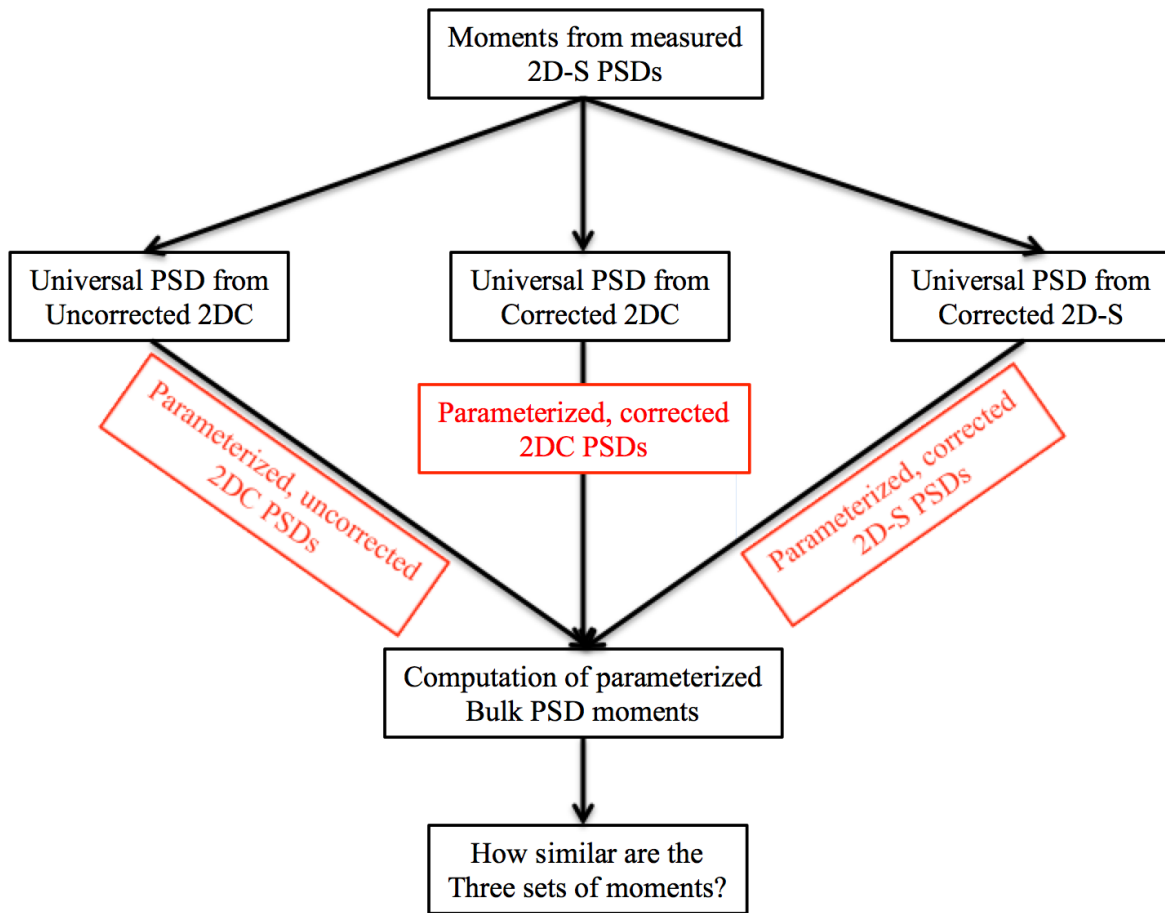 Moments from measured
2D-S PSDs
Universal PSD from
Uncorrected 2DC
Universal PSD from
Corrected 2DC
Universal PSD from
Corrected 2D-S
Parameterized, uncorrected
2DC PSDs
Parameterized, corrected
2DC PSDs
Parameterized, corrected
2D-S PSDs
Computation of parameterized
Bulk PSD moments
How similar are the
Three sets of moments?